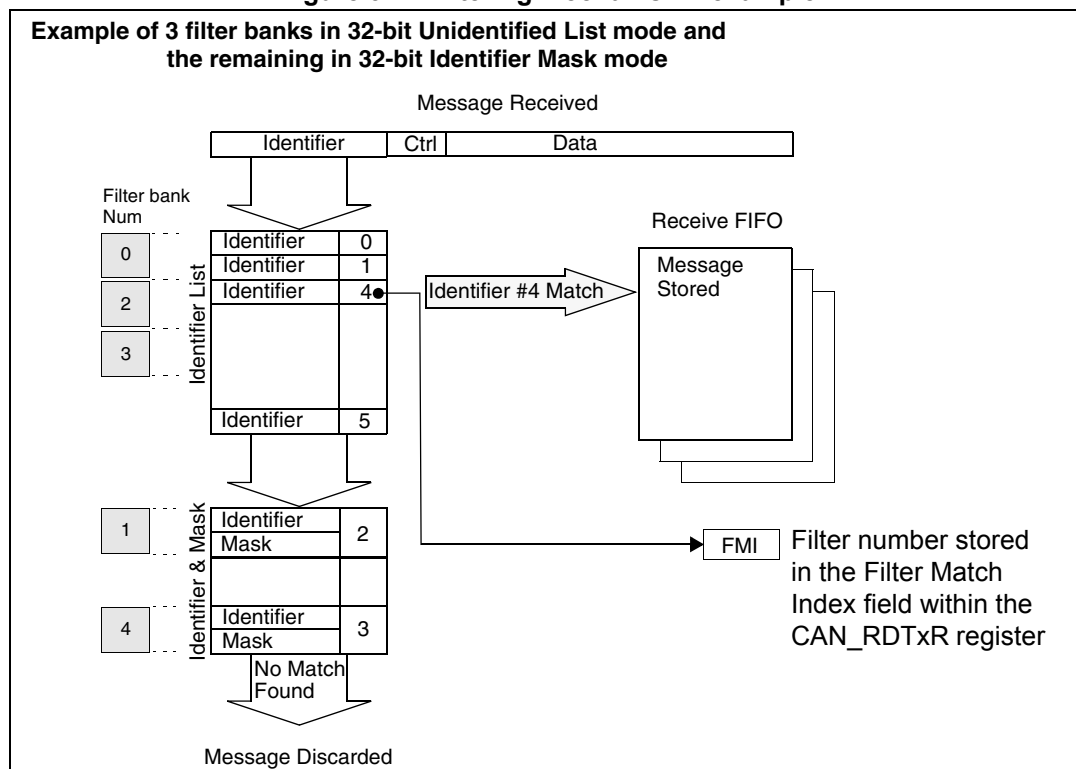 Example of 3 filter banks in 32-bit Unidentified List mode and
the remaining in 32-bit Identifier Mask mode
Message Received
Identifier Ctrl Data
Filter bank
Num
Receive FIFO
0
2
3
Identifier List
Identifier 0
Identifier 1
Identifier 4
Identifier 5
Identifier #4 Match
Message
Stored
1
4
Identifier & Mask
Identifier
Mask
2
Identifier
Mask
3
FMI
Filter number stored
in the Filter Match
Index field within the
CAN_RDTxR register
No Match
Found
Message Discarded